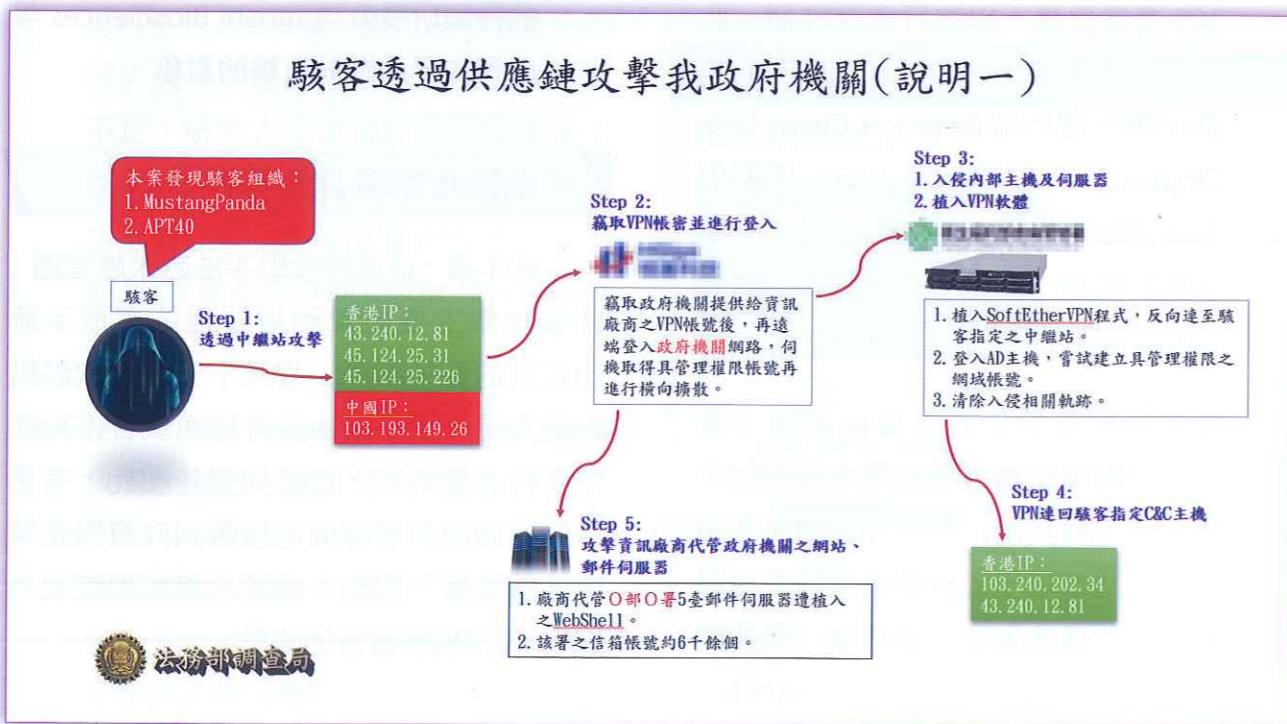 駭客透過供應鏈攻擊我政府機關(說明一)
本案發現駭客組織：
1.MustangPanda
2.APT40
駭客
Step 1:
透過中繼站攻擊
香港IP：
43.240.12.81
45.124.25.31
45.124.25.226
中國IP：
103.193.149.26
Step 2:
竊取VPN帳密並進行登入
竊取政府機關提供給資訊
廠商之VPN帳號後，再遠
端登入政府機關網路，伺
機取得具管理權限帳號再
進行橫向擴散。
Step 3:
1.入侵內部主機及伺服器
2.植入VPN軟體
1. 植入SoftEtherVPN程式，反向連至駭
客指定之中繼站。
2. 登入AD主機，嘗試建立具管理權限之
網域帳號。
3. 清除入侵相關軌跡。
Step 4:
VPN連回駭客指定C&C主機
香港IP：
103.240.202.34
43.240.12.81
Step 5:
攻擊資訊廠商代管政府機關之網站、
郵件伺服器
1. 廠商代管O部O署5臺郵件伺服器遭植入
之WebShell。
2. 該署之信箱帳號約6千餘個。
法務部調查局